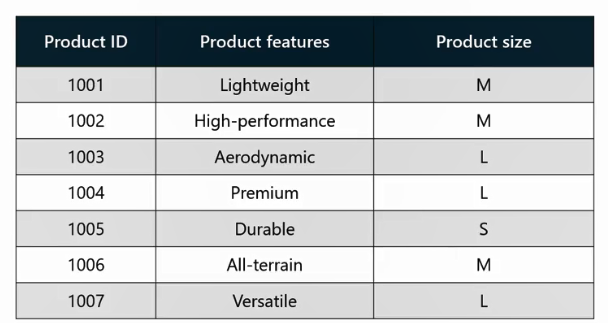 Product ID Product features Product size
1001 Lightweight M
1002 High-performance M
1003 Aerodynamic L
1004 Premium L
1005 Durable S
1006 All-terrain M
1007 Versatile L